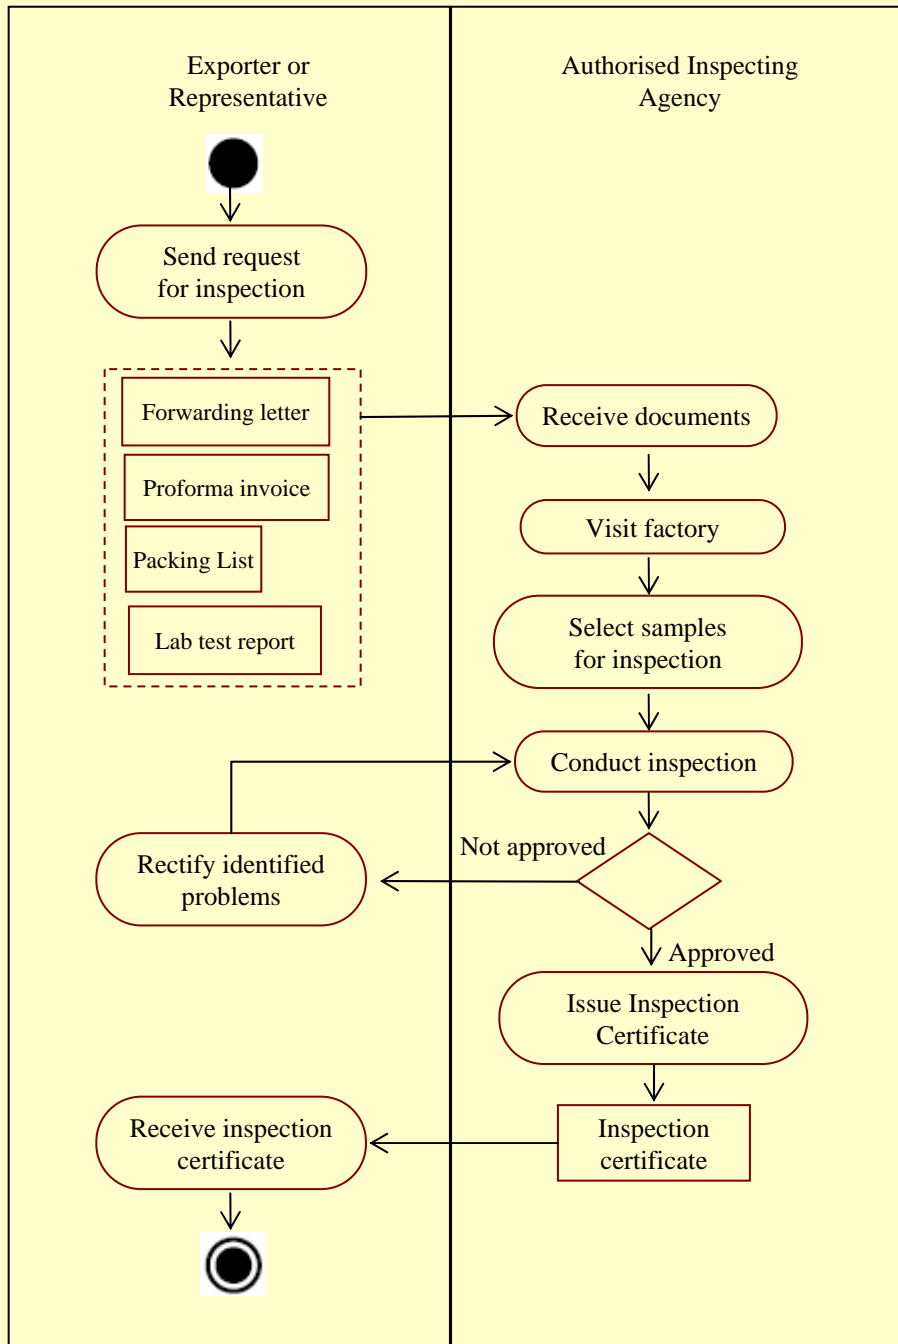 Exporter or
Representative
Authorised Inspecting
Agency
Send request
for inspection
Forwarding letter
Receive documents
Proforma invoice
Visit factory
Packing List
Select samples
for inspection
Lab test report
Conduct inspection
Not approved
Rectify identified
problems
Approved
Issue Inspection
Certificate
Receive inspection
certificate
Inspection
certificate